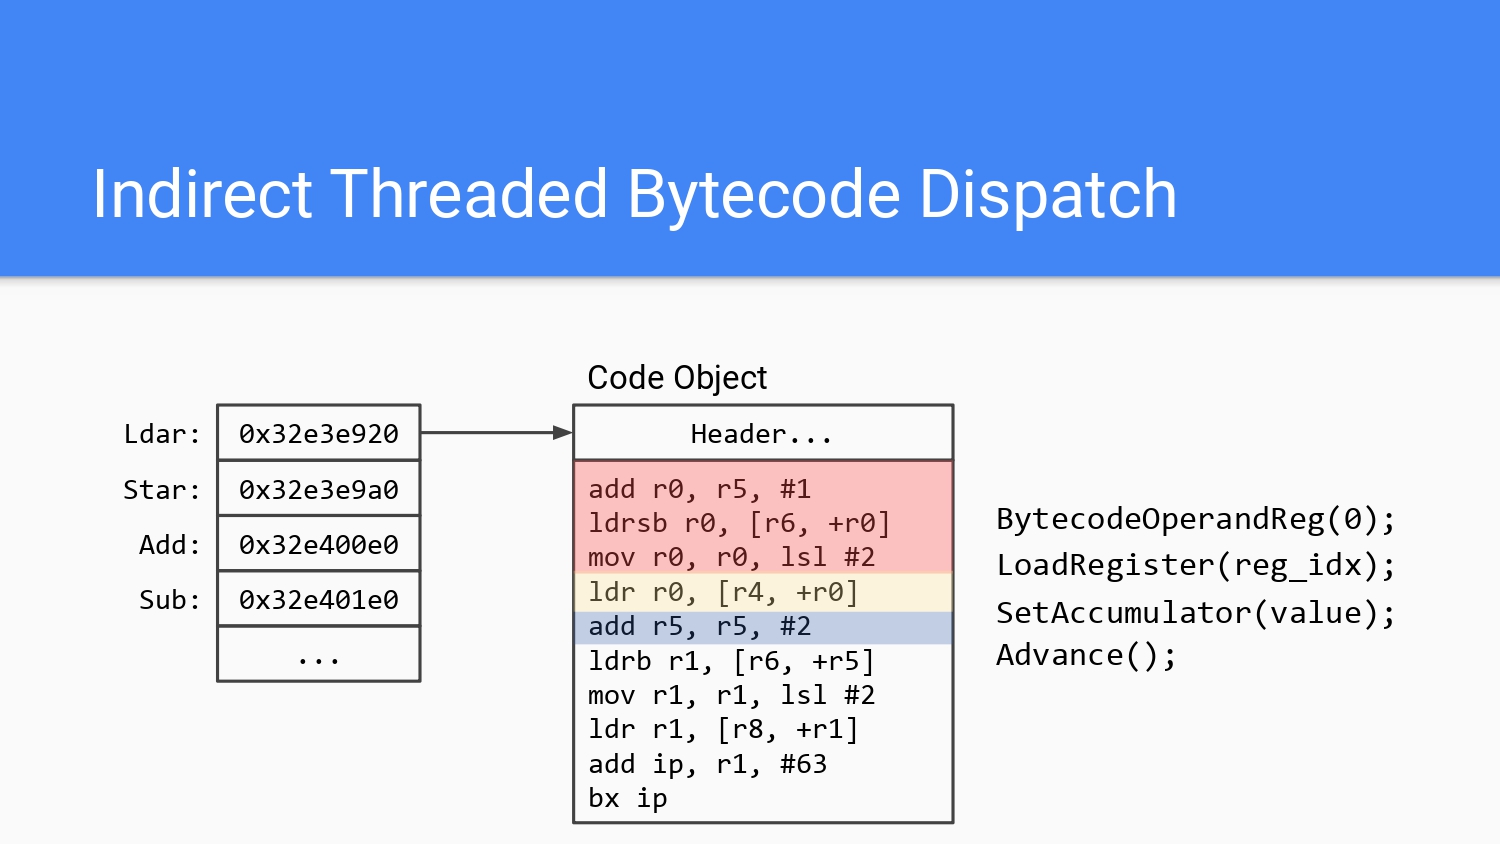 Indirect Threaded Bytecode Dispatch
Code Object
Ldar: 0x32e3e920
Star: 0x32e3e9a0
Add: 0x32e400e0
Sub: 0x32e401e0
...
Header...
add r0, r5, #1
ldrsb r0, [r6, +r0]
mov r0, r0, lsl #2
ldr r0, [r4, +r0]
add r5, r5, #2
ldrb r1, [r6, +r5]
mov r1, r1, lsl #2
ldr r1, [r8, +r1]
add ip, r1, #63
bx ip
BytecodeOperandReg(0);
LoadRegister(reg_idx);
SetAccumulator(value);
Advance();